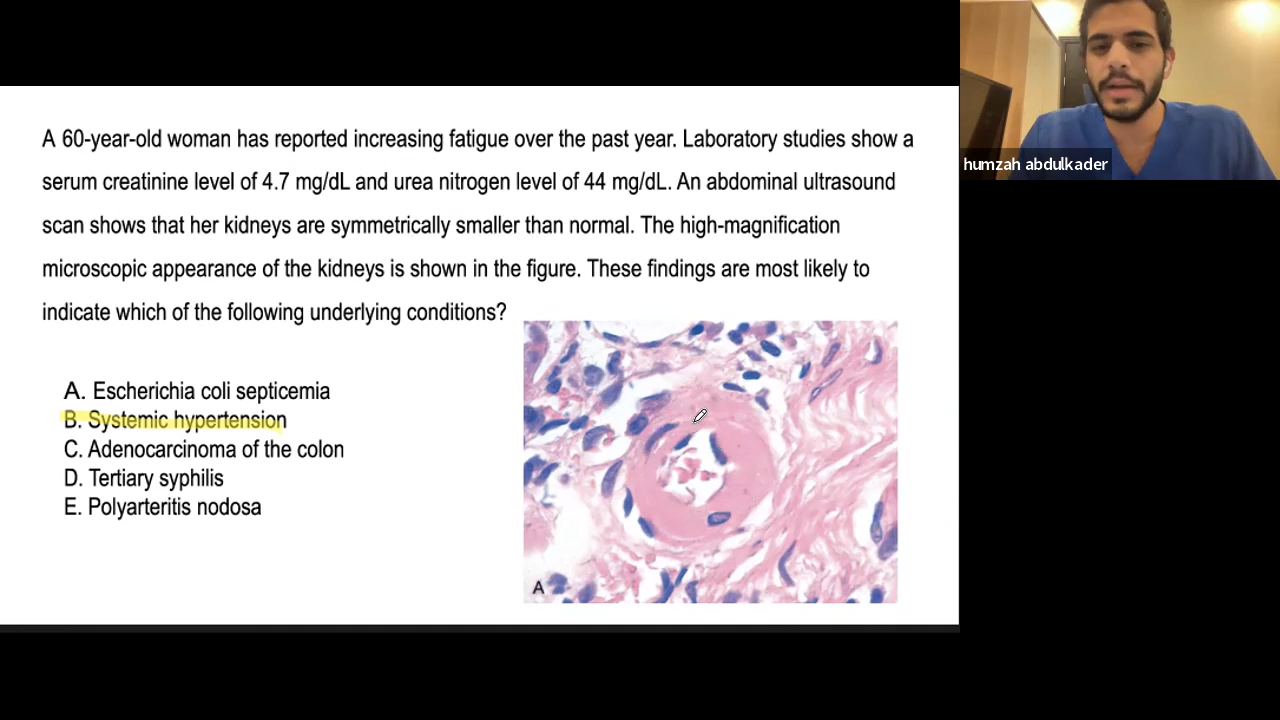 A 60-year-old woman has reported increasing fatigue over the past year. Laboratory studies show a
serum creatinine level of 4.7 mg/dL and urea nitrogen level of 44 mg/dL. An abdominal ultrasound
scan shows that her kidneys are symmetrically smaller than normal. The high-magnification
microscopic appearance of the kidneys is shown in the figure. These findings are most likely to
indicate which of the following underlying conditions?
A. Escherichia coli septicemia
B. Systemic hypertension
C. Adenocarcinoma of the colon
D. Tertiary syphilis
E. Polyarteritis nodosa
A
humzah abdulkader